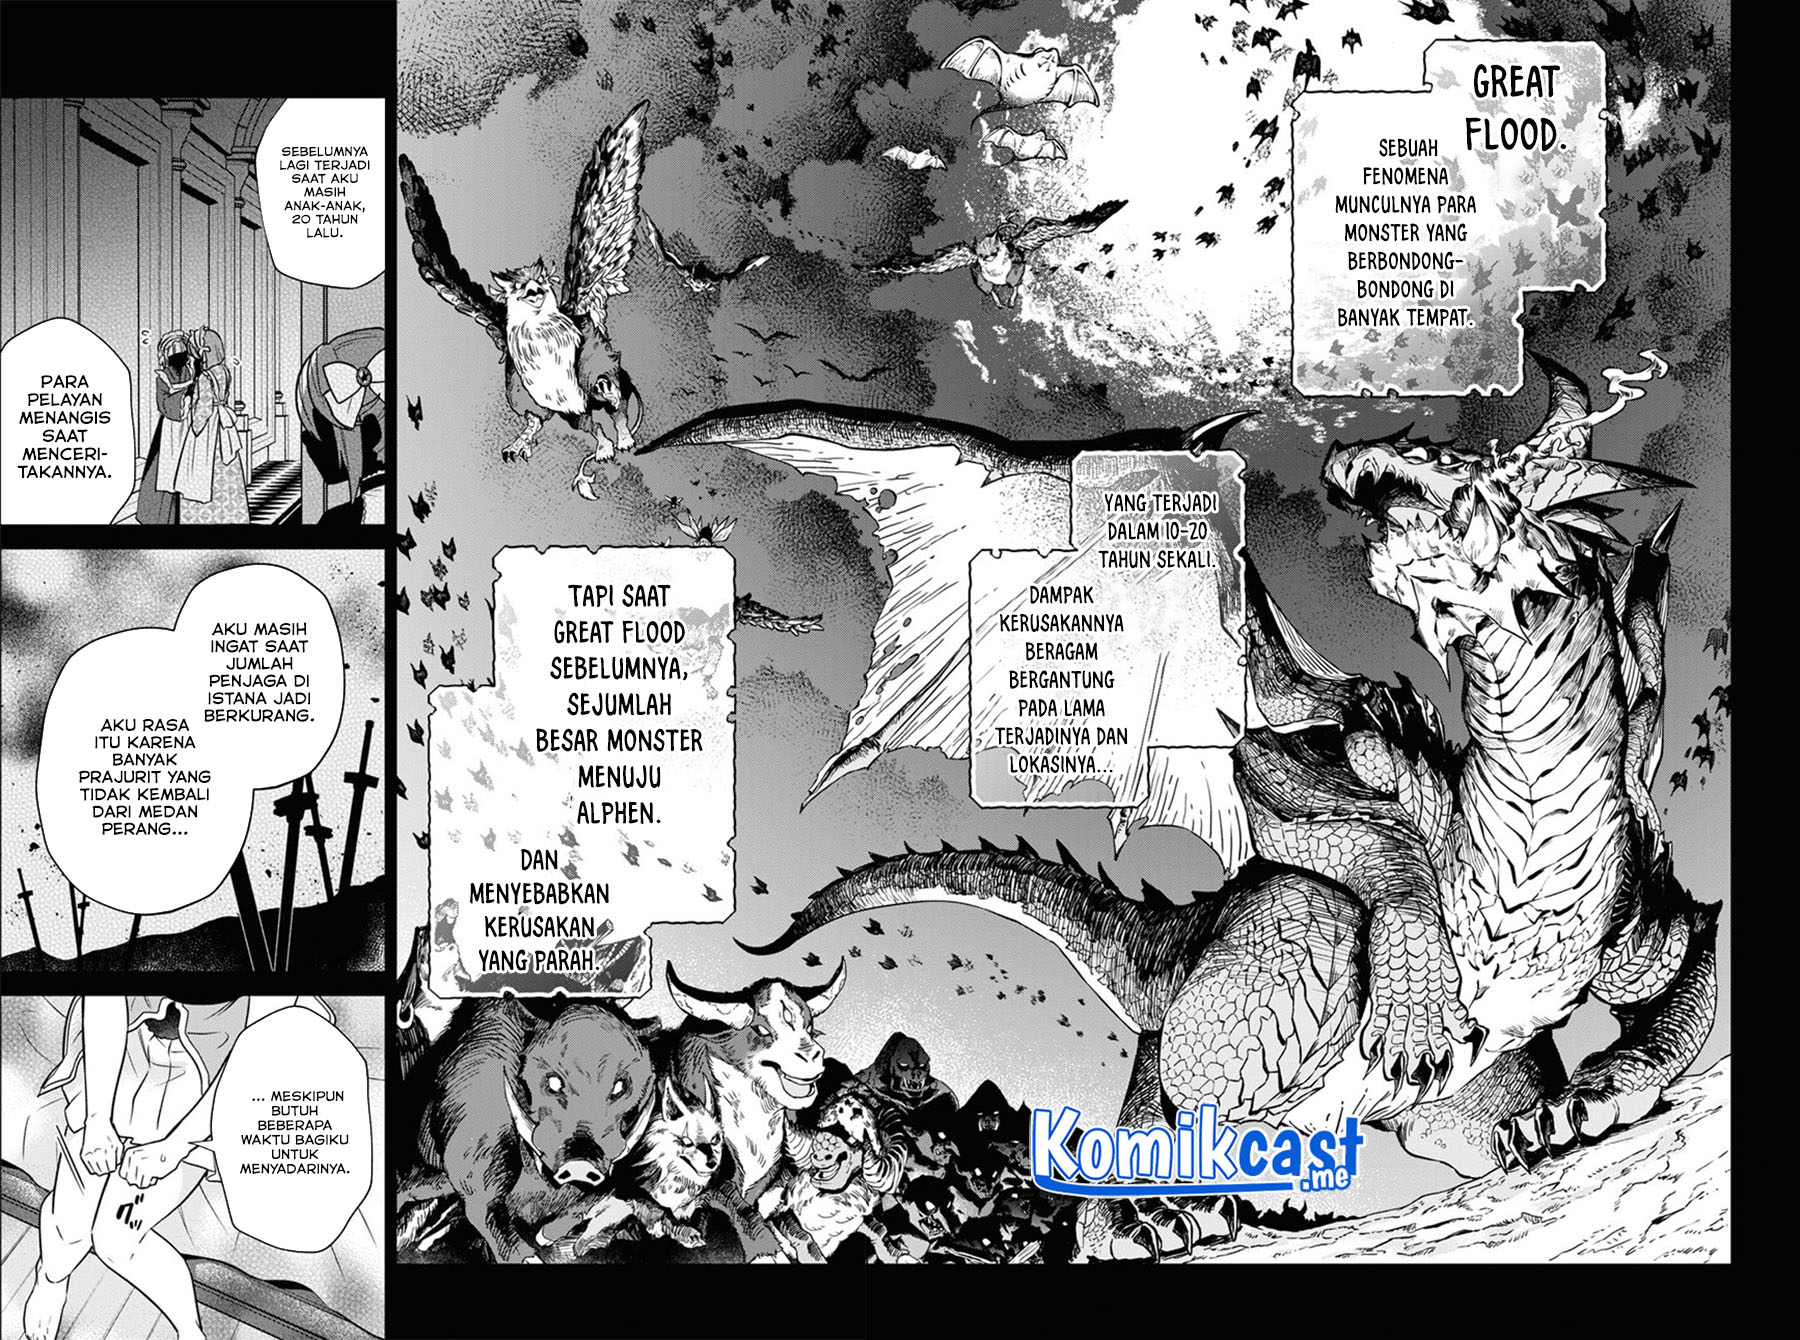 GREAT
FLOOD.
SEBUAH
FENOMENA
MUNCULNYA PARA
MONSTER YANG
BERBONDONG-
BONDONG DI
BANYAK TEMPAT.
YANG TERJADI
DALAM 10-20
TAHUN SEKALI.
DAMPAK
KERUSAKANNYA
BERAGAM
BERGANTUNG
PADA LAMA
TERJADINYA DAN
LOKASINYA...
TAPI SAAT
GREAT FLOOD
SEBELUMNYA,
SEJUMLAH
BESAR MONSTER
MENUJU
ALPHEN.
DAN
MENYEBABKAN
KERUSAKAN
YANG PARAH.
SEBELUMNYA
LAGI TERJADI
SAAT AKU
MASIH
ANAK-ANAK,
20 TAHUN
LALU.
PARA
PELAYAN
MENANGIS
SAAT
MENCERI-
TAKANNYA.
AKU MASIH
INGAT SAAT
JUMLAH
PENJAGA DI
ISTANA JADI
BERKURANG.
AKU RASA
ITU KARENA
BANYAK
PRAJURIT YANG
TIDAK KEMBALI
DARI MEDAN
PERANG...
... MESKIPUN
BUTUH
BEBERAPA
WAKTU BAGIKU
UNTUK
MENYADARINYA.
グッ
Komikcast
.me